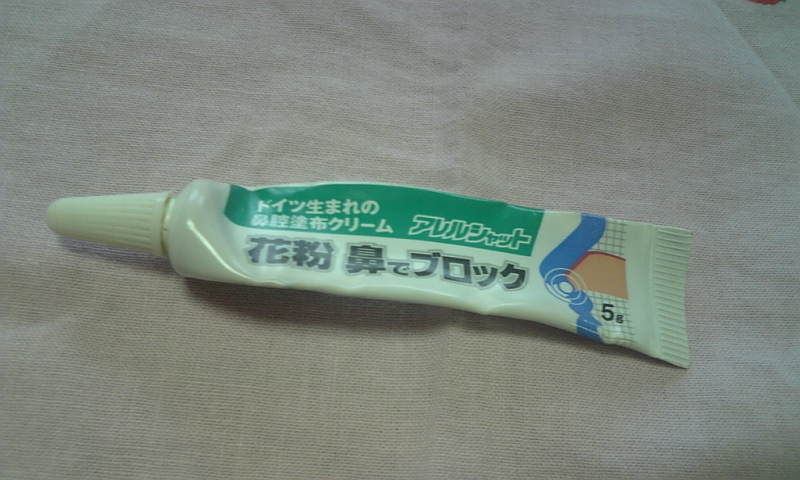 ドイツ生まれの
鼻腔塗布クリーム
アレルシャット
花粉 鼻でブロック
5g